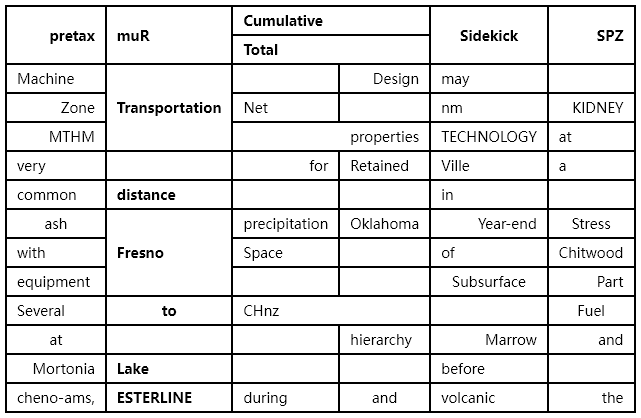 pretax muR Cumulative Sidekick SPZ
Total
Machine Transportation Design may
Zone Net nm KIDNEY
MTHM properties TECHNOLOGY at
very for Retained Ville a
common distance in
ash Fresno precipitation Oklahoma Year-end Stress
with Space of Chitwood
equipment Subsurface Part
Several to CHnz Fuel
at hierarchy Marrow and
Mortonia Lake before
cheno-ams, ESTERLINE during and volcanic the